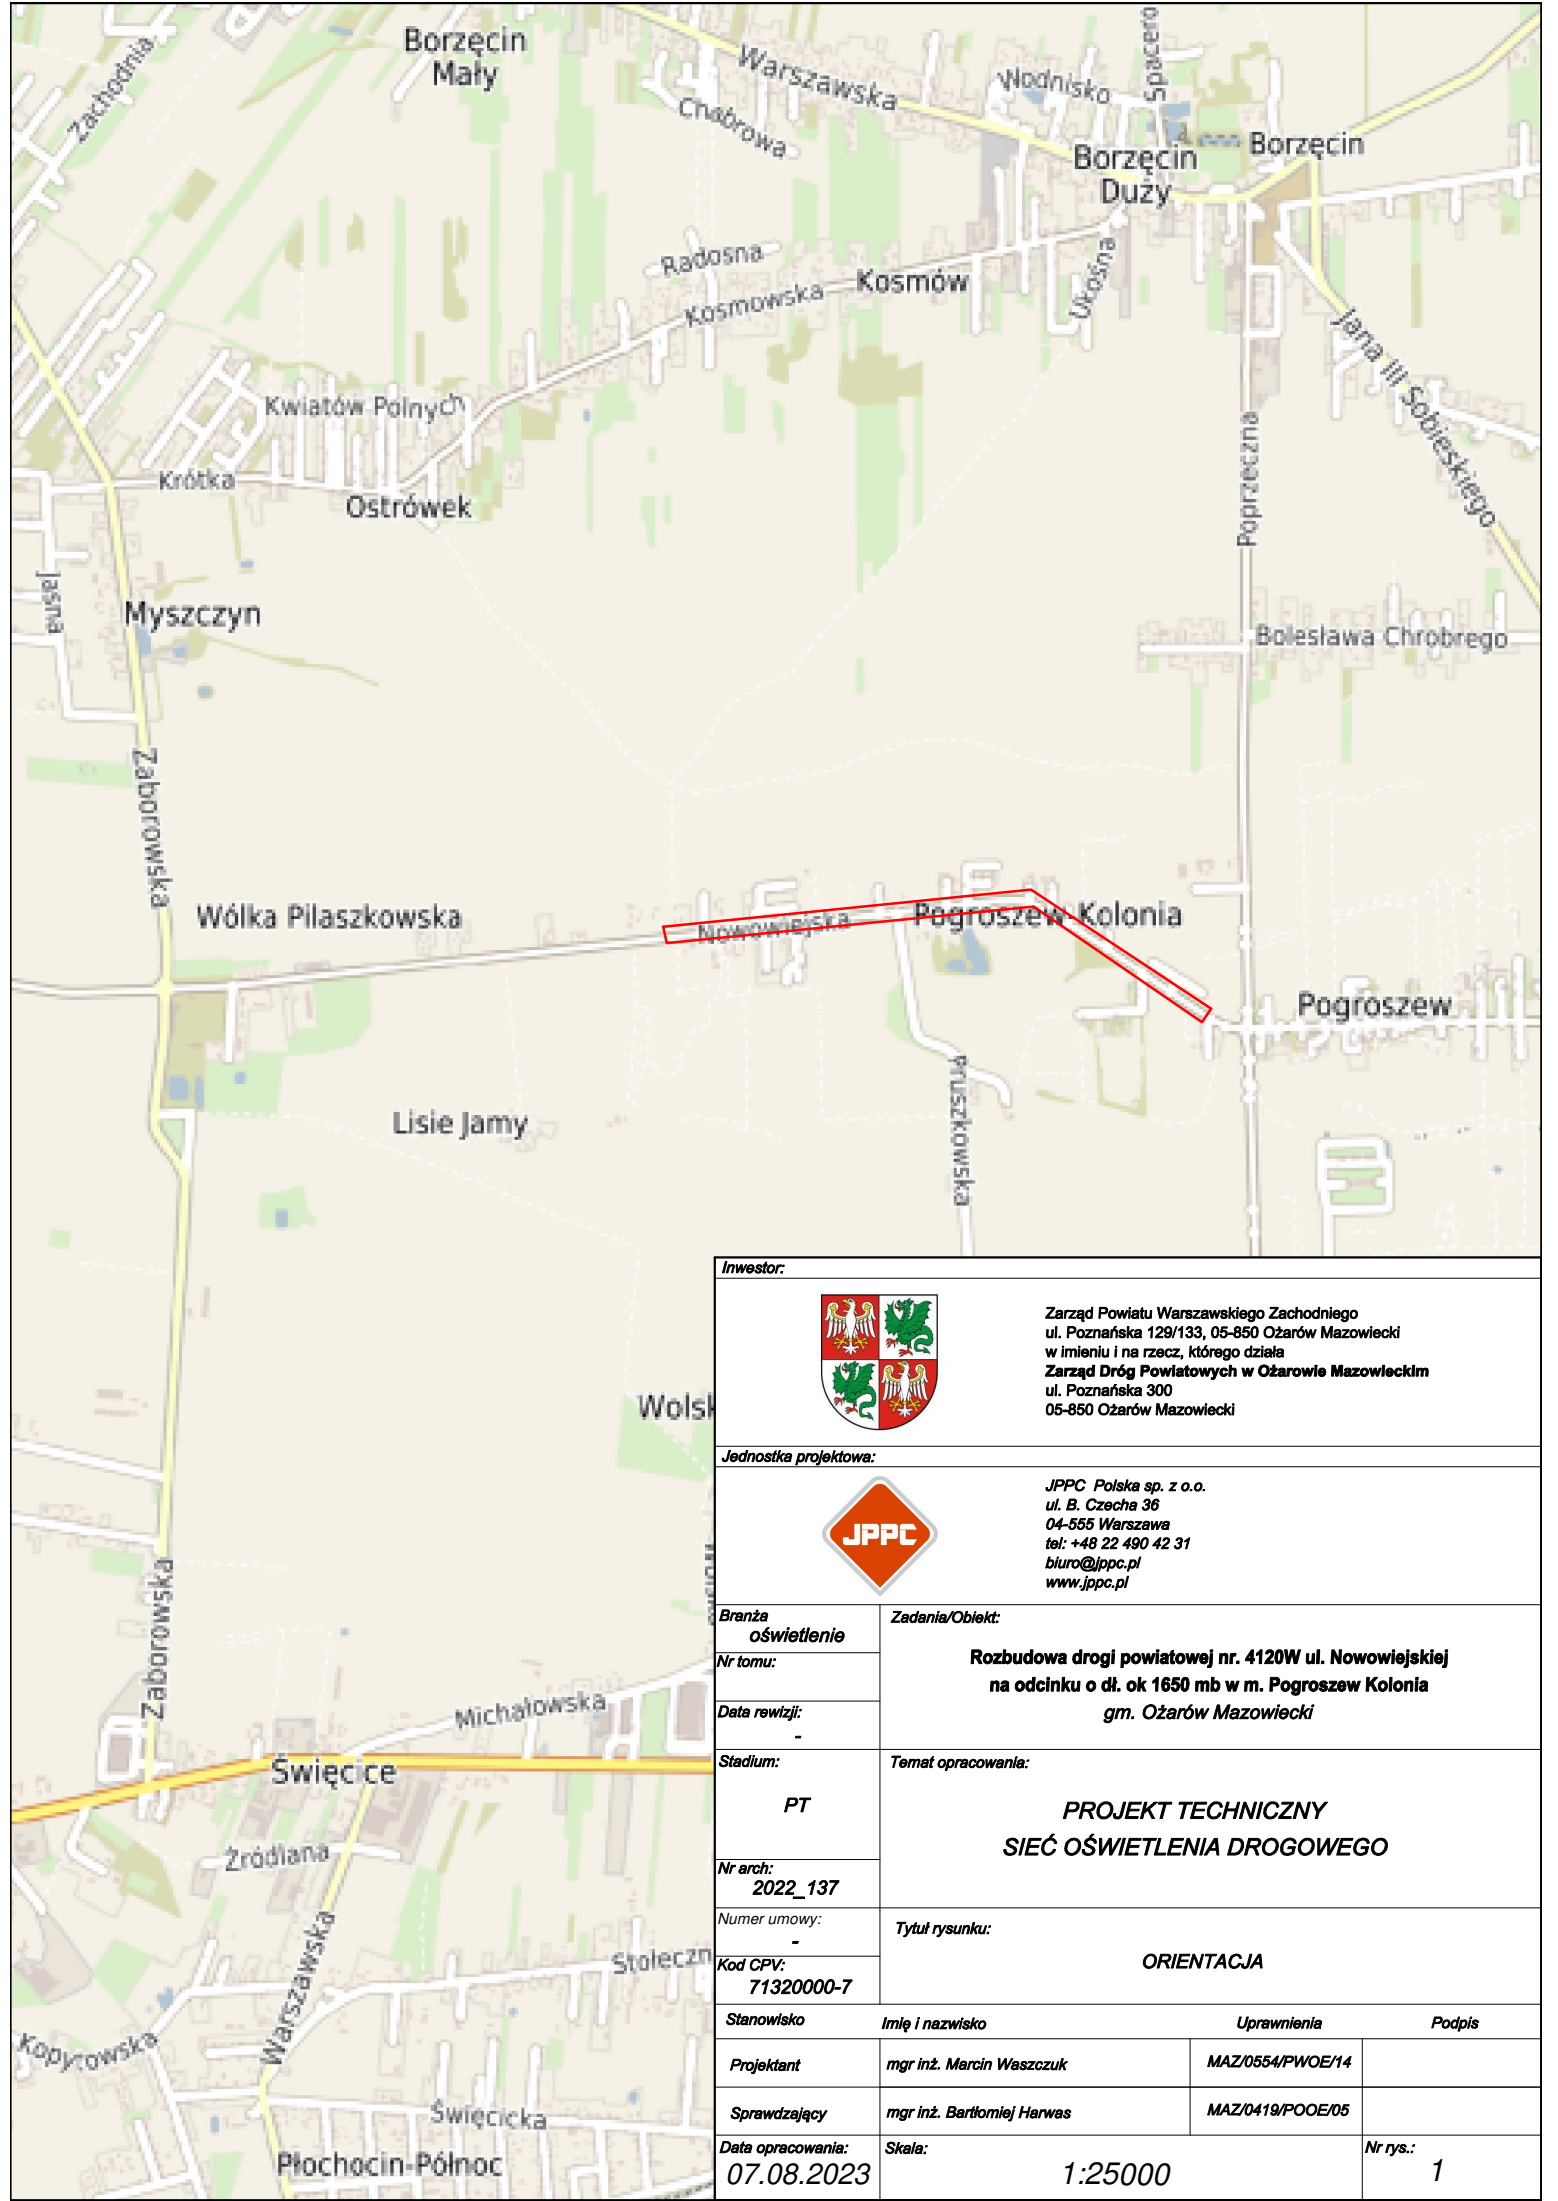 Borzęcin
Mały
Zachodnia
Warszawska
Chabrowa
Wodnisko
Spacero
Borzęcin
Borzęcin
Duży
Radosna
Kosmowska
Kosmów
Ukośna
Jana III Sobieskiego
Kwiatów Polnych
Krótka
Ostrówek
Poprzeczna
Jasna
Myszczyn
Bolesława Chrobrego
Zaborowska
Wólka Pilaszkowska
Nowowiejska
Pogroszew-Kolonia
Pogroszew
Lisie Jamy
Pruszkowska
Wolsk
Zaborowska
Michałowska
Święcice
Źródlana
Warszawska
Stołeczn
Kopytowska
Święcicka
Płochocin-Północ
Inwestor:
Zarząd Powiatu Warszawskiego Zachodniego
ul. Poznańska 129/133, 05-850 Ożarów Mazowiecki
w imieniu i na rzecz, którego działa
Zarząd Dróg Powiatowych w Ożarowie Mazowieckim
ul. Poznańska 300
05-850 Ożarów Mazowiecki
Jednostka projektowa:
JPPC
JPPC Polska sp. z o.o.
ul. B. Czecha 36
04-555 Warszawa
tel: +48 22 490 42 31
biuro@jppc.pl
www.jppc.pl
Branża
oświetlenie
Nr tomu:
Data rewizji:
-
Zadania/Obiekt:
Rozbudowa drogi powiatowej nr. 4120W ul. Nowowiejskiej
na odcinku o dł. ok 1650 mb w m. Pogroszew Kolonia
gm. Ożarów Mazowiecki
Stadium:
PT
Nr arch:
2022_137
Temat opracowania:
PROJEKT TECHNICZNY
SIEĆ OŚWIETLENIA DROGOWEGO
Numer umowy:
-
Kod CPV:
71320000-7
Tytuł rysunku:
ORIENTACJA
Stanowisko Imię i nazwisko Uprawnienia Podpis
Projektant mgr inż. Marcin Waszczuk MAZ/0554/PWOE/14
Sprawdzający mgr inż. Bartłomiej Harwas MAZ/0419/POOE/05
Data opracowania: Skala: Nr rys.:
07.08.2023 1:25000 1